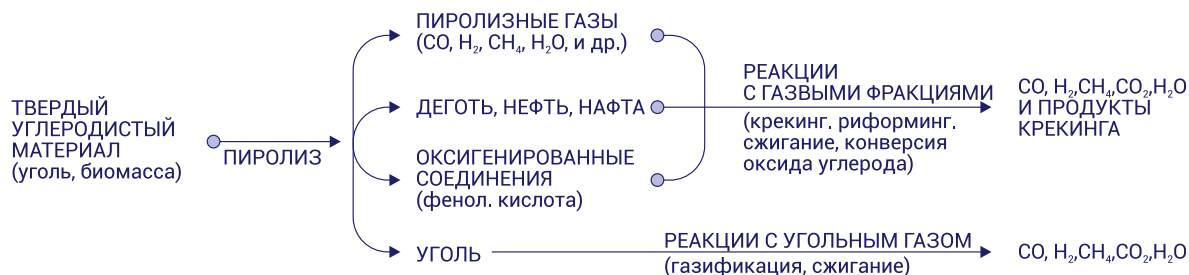 ТВЕРДЫЙ
УГЛЕРОДИСТЫЙ
МАТЕРИАЛ
(уголь, биомасса)
ПИРОЛИЗ
ПИРОЛИЗНЫЕ ГАЗЫ
(CO, H₂, CH₄, H₂O, и др.)
ДЕГОТЬ, НЕФТЬ, НАФТА
ОКСИГЕНИРОВАННЫЕ
СОЕДИНЕНИЯ
(фенол. кислота)
УГОЛЬ
РЕАКЦИИ
С ГАЗВЫМИ ФРАКЦИЯМИ
(крекинг. риформинг.
сжигание, конверсия
оксида углерода)
CO, H₂,CH₄,CO₂,H₂O
И ПРОДУКТЫ
КРЕКИНГА
РЕАКЦИИ С УГОЛЬНЫМ ГАЗОМ
(газификация, сжигание)
CO, H₂,CH₄,CO₂,H₂O